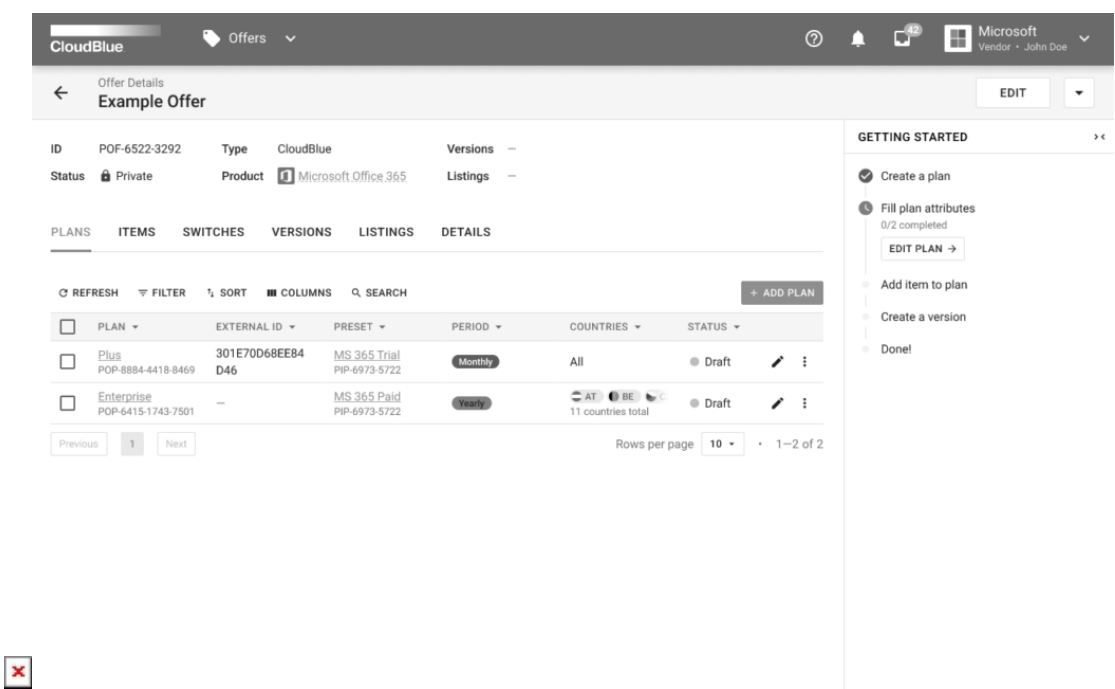 CloudBlue
Offers
42
Microsoft
Vendor • John Doe
Offer Details
Example Offer
EDIT
ID POF-6522-3292 Type CloudBlue Versions —
Status Private Product Microsoft Office 365 Listings —
PLANS ITEMS SWITCHES VERSIONS LISTINGS DETAILS
REFRESH FILTER SORT COLUMNS SEARCH + ADD PLAN
PLAN EXTERNAL ID PRESET PERIOD COUNTRIES STATUS
Plus 301E70D68EE84 MS 365 Trial Monthly All Draft
POP-8884-4418-8469 D46 PIP-6973-5722
Enterprise — MS 365 Paid Yearly AT BE C Draft
POP-6415-1743-7501 PIP-6973-5722 11 countries total
Previous 1 Next Rows per page 10 • 1—2 of 2
GETTING STARTED
Create a plan
Fill plan attributes
0/2 completed
EDIT PLAN →
Add item to plan
Create a version
Done!